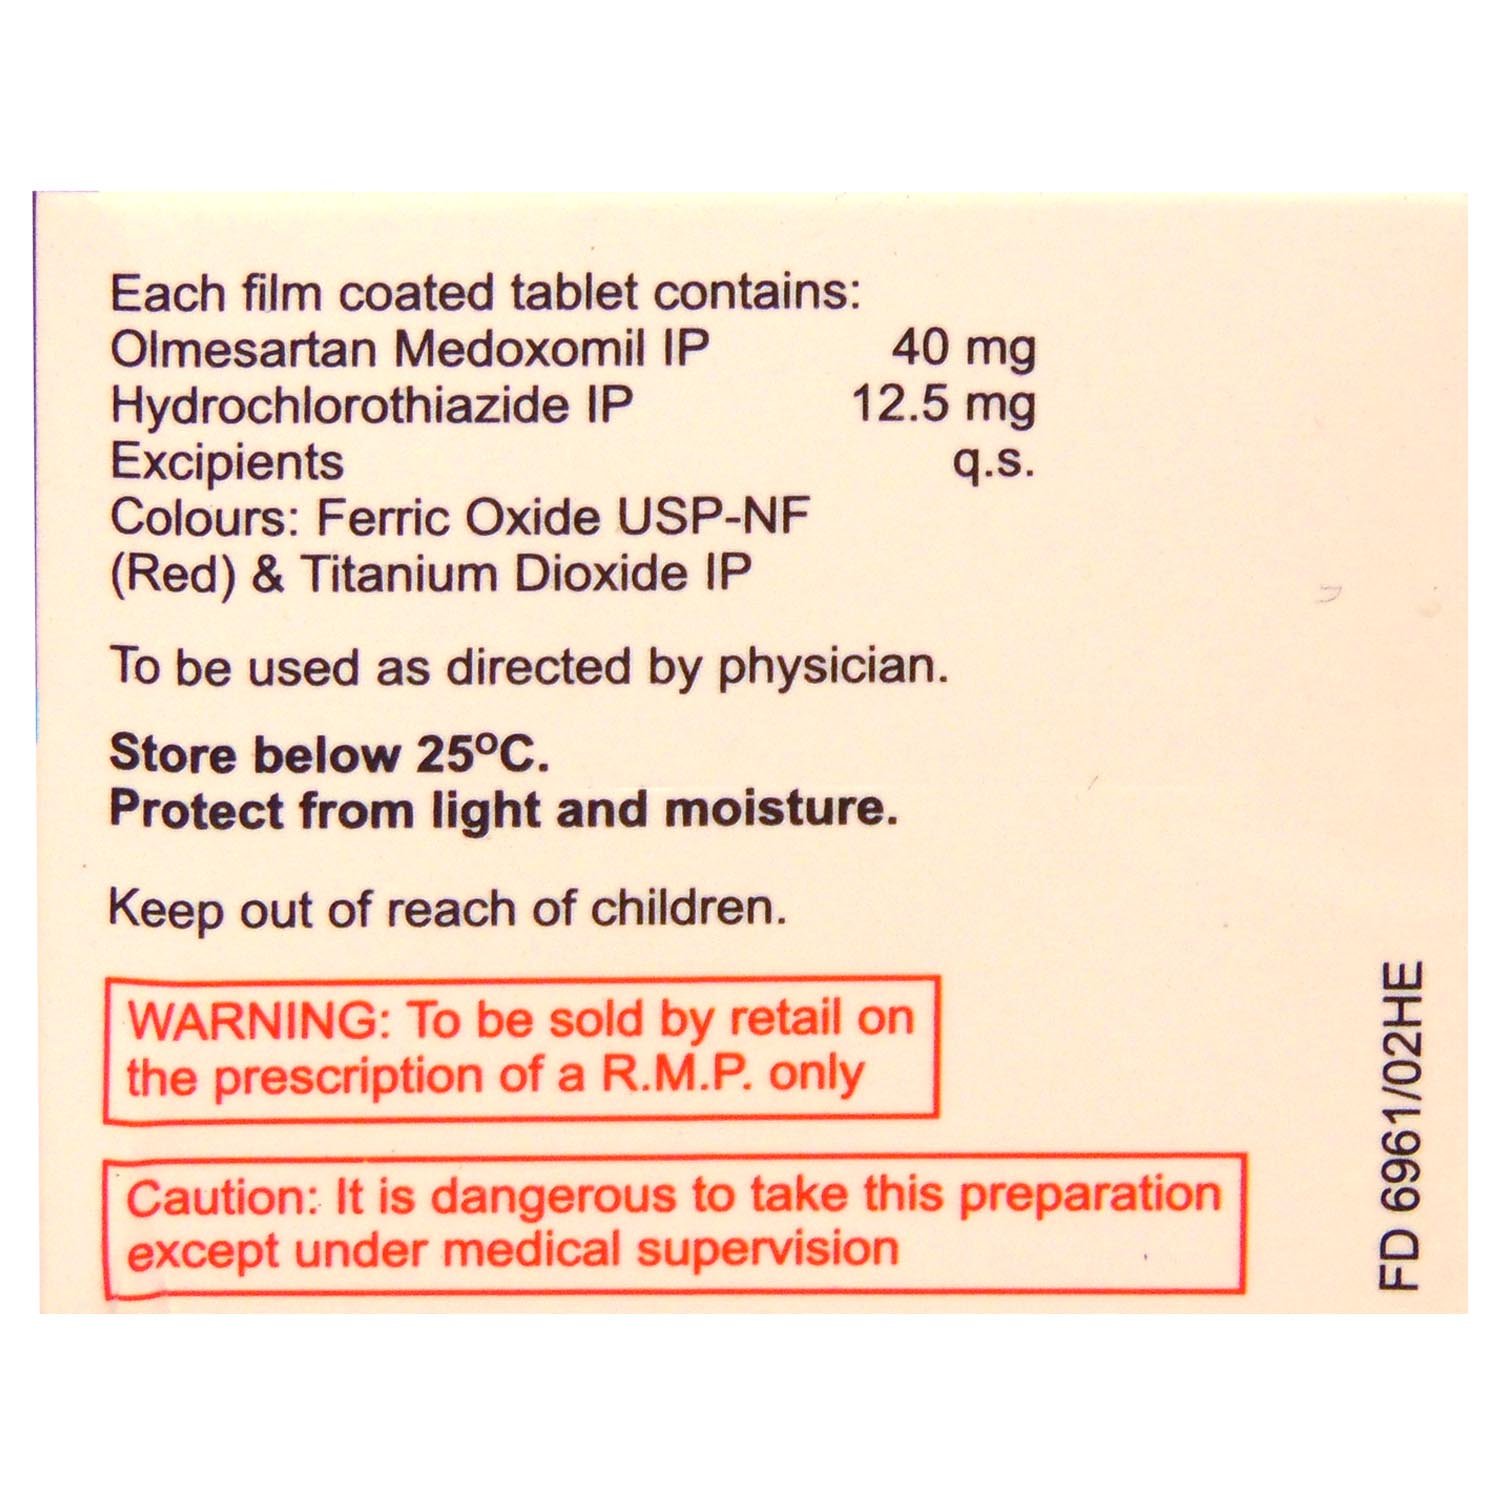 Each film coated tablet contains:
Olmesartan Medoxomil IP 40 mg
Hydrochlorothiazide IP 12.5 mg
Excipients q.s.
Colours: Ferric Oxide USP-NF
(Red) & Titanium Dioxide IP
To be used as directed by physician.
Store below 25ºC.
Protect from light and moisture.
Keep out of reach of children.
WARNING: To be sold by retail on
the prescription of a R.M.P. only
Caution: It is dangerous to take this preparation
except under medical supervision
FD 6961/02HE